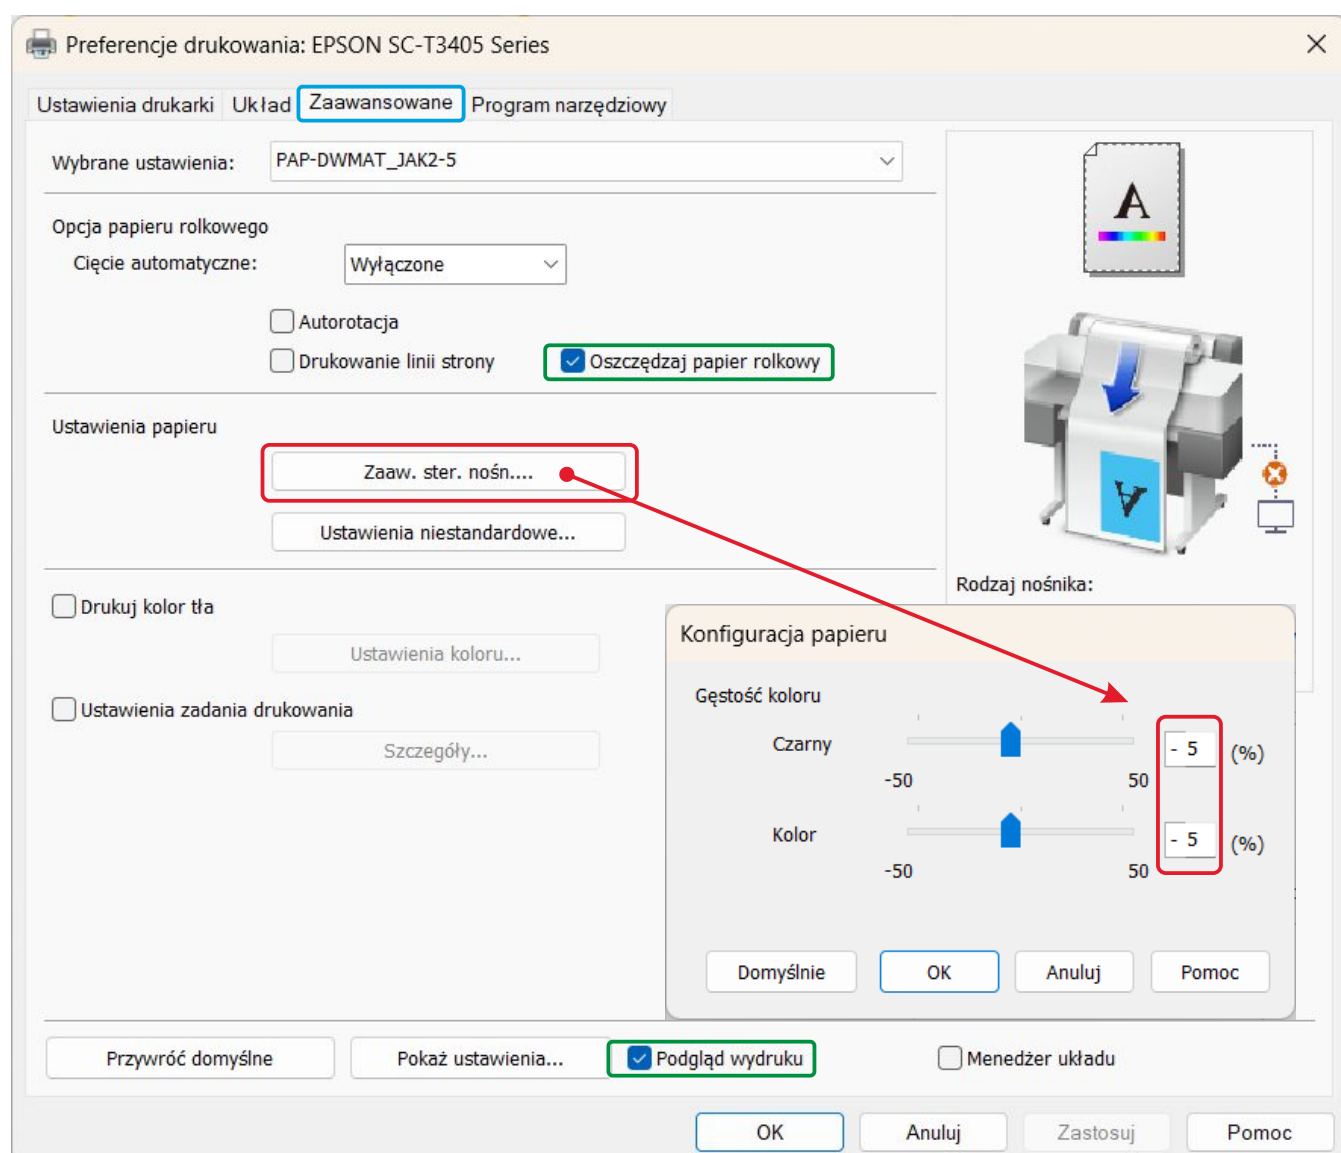 Preferencje drukowania: EPSON SC-T3405 Series
Ustawienia drukarki Układ Zaawansowane Program narzędziowy
Wybrane ustawienia: PAP-DWMAT_JAK2-5
Opcja papieru rolkowego
Cięcie automatyczne: Wyłączone
Autorotacja
Drukowanie linii strony Oszczędzaj papier rolkowy
Ustawienia papieru
Zaaw. ster. nośn....
Ustawienia niestandardowe...
Drukuj kolor tła
Ustawienia koloru...
Ustawienia zadania drukowania
Szczegóły...
A
A
Rodzaj nośnika:
Konfiguracja papieru
Gęstość koloru
Czarny - 5 (%)
-50 50
Kolor - 5 (%)
-50 50
Domyślnie OK Anuluj Pomoc
Przywróć domyślne Pokaż ustawienia... Podgląd wydruku Menedżer układu
OK Anuluj Zastosuj Pomoc